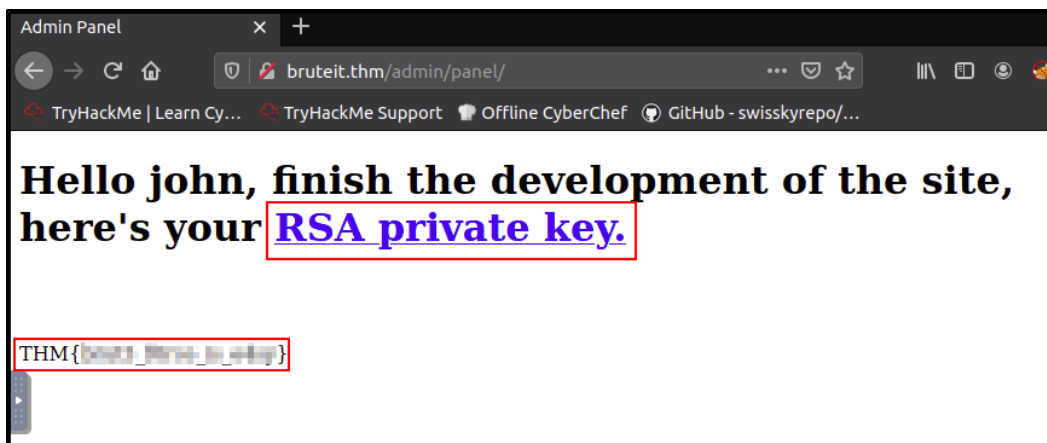 Admin Panel
bruteit.thm/admin/panel/
TryHackMe | Learn Cy...
TryHackMe Support
Offline CyberChef
GitHub - swisskyrepo/...
Hello john, finish the development of the site,
here's your RSA private key.
THM{ }